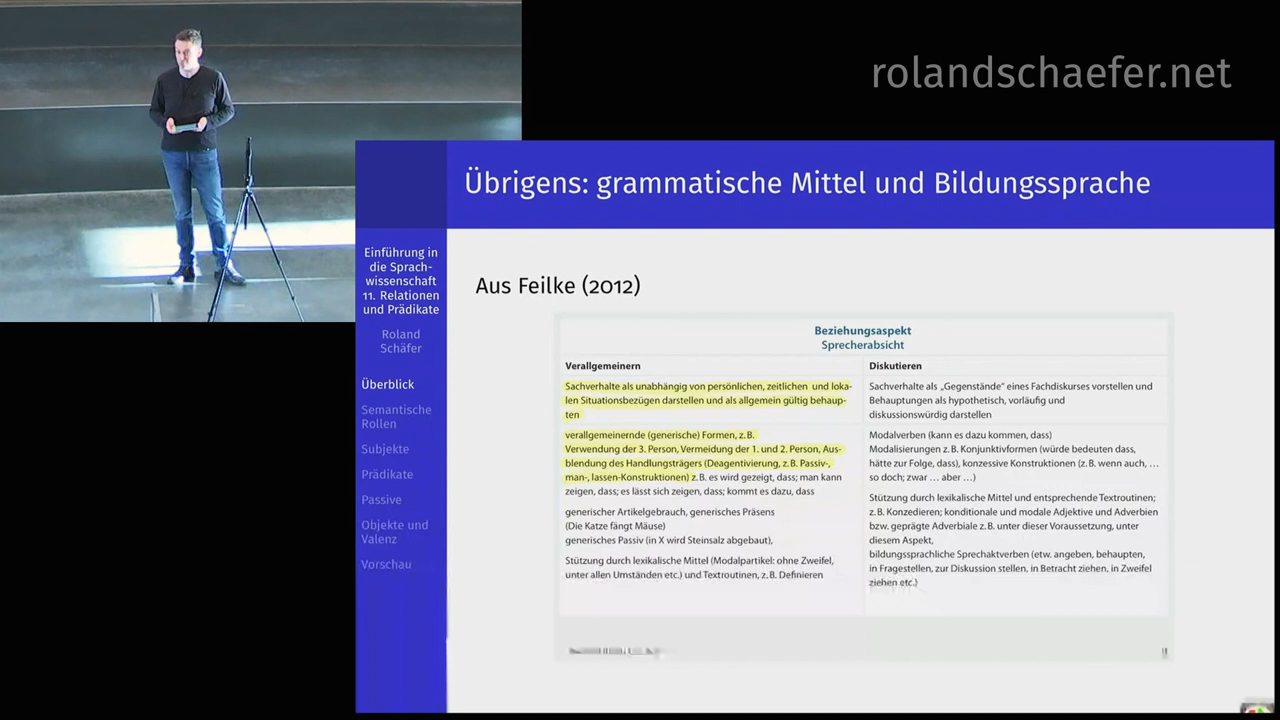 rolandschaefer.net
Übrigens: grammatische Mittel und Bildungssprache
Einführung in
die Sprach-
wissenschaft
11. Relationen
und Prädikate
Roland
Schäfer
Überblick
Semantische
Rollen
Subjekte
Prädikate
Passive
Objekte und
Valenz
Vorschau
Aus Feilke (2012)
Beziehungsaspekt
Sprecherabsicht
Verallgemeinern
Sachverhalte als unabhängig von persönlichen, zeitlichen und loka-
len Situationsbezügen darstellen und als allgemein gültig behaup-
ten
verallgemeinernde (generische) Formen, z. B.
Verwendung der 3. Person, Vermeidung der 1. und 2. Person, Aus-
blendung des Handlungsträgers (Deagentivierung, z. B. Passiv-,
man-, lassen-Konstruktionen) z. B. es wird gezeigt, dass; man kann
zeigen, dass; es lässt sich zeigen, dass; kommt es dazu, dass
generischer Artikelgebrauch, generisches Präsens
(Die Katze fängt Mäuse)
generisches Passiv (in X wird Steinsalz abgebaut),
Stützung durch lexikalische Mittel (Modalpartikel: ohne Zweifel,
unter allen Umständen etc.) und Textroutinen, z. B. Definieren
Diskutieren
Sachverhalte als „Gegenstände“ eines Fachdiskurses vorstellen und
Behauptungen als hypothetisch, vorläufig und
diskussionswürdig darstellen
Modalverben (kann es dazu kommen, dass)
Modalisierungen z. B. Konjunktivformen (würde bedeuten dass,
hätte zur Folge, dass), konzessive Konstruktionen (z. B. wenn auch, …
so doch; zwar … aber …)
Stützung durch lexikalische Mittel und entsprechende Textroutinen;
z. B. Konzedieren; konditionale und modale Adjektive und Adverbien
bzw. geprägte Adverbiale z. B. unter dieser Voraussetzung, unter
diesem Aspekt,
bildungssprachliche Sprechaktverben (etw. angeben, behaupten,
in Fragestellen, zur Diskussion stellen, in Betracht ziehen, in Zweifel
ziehen etc.)